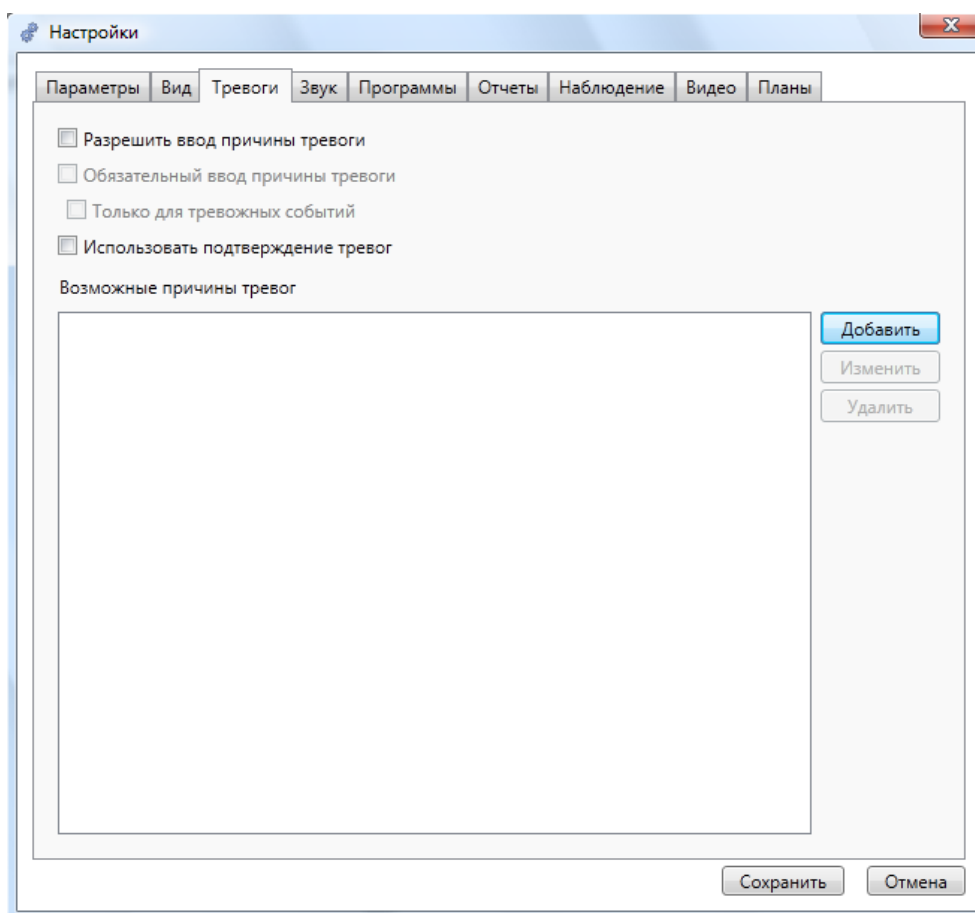 Настройки
Параметры Вид Тревоги Звук Программы Отчеты Наблюдение Видео Планы
Разрешить ввод причины тревоги
Обязательный ввод причины тревоги
Только для тревожных событий
Использовать подтверждение тревог
Возможные причины тревог
Добавить
Изменить
Удалить
Сохранить Отмена